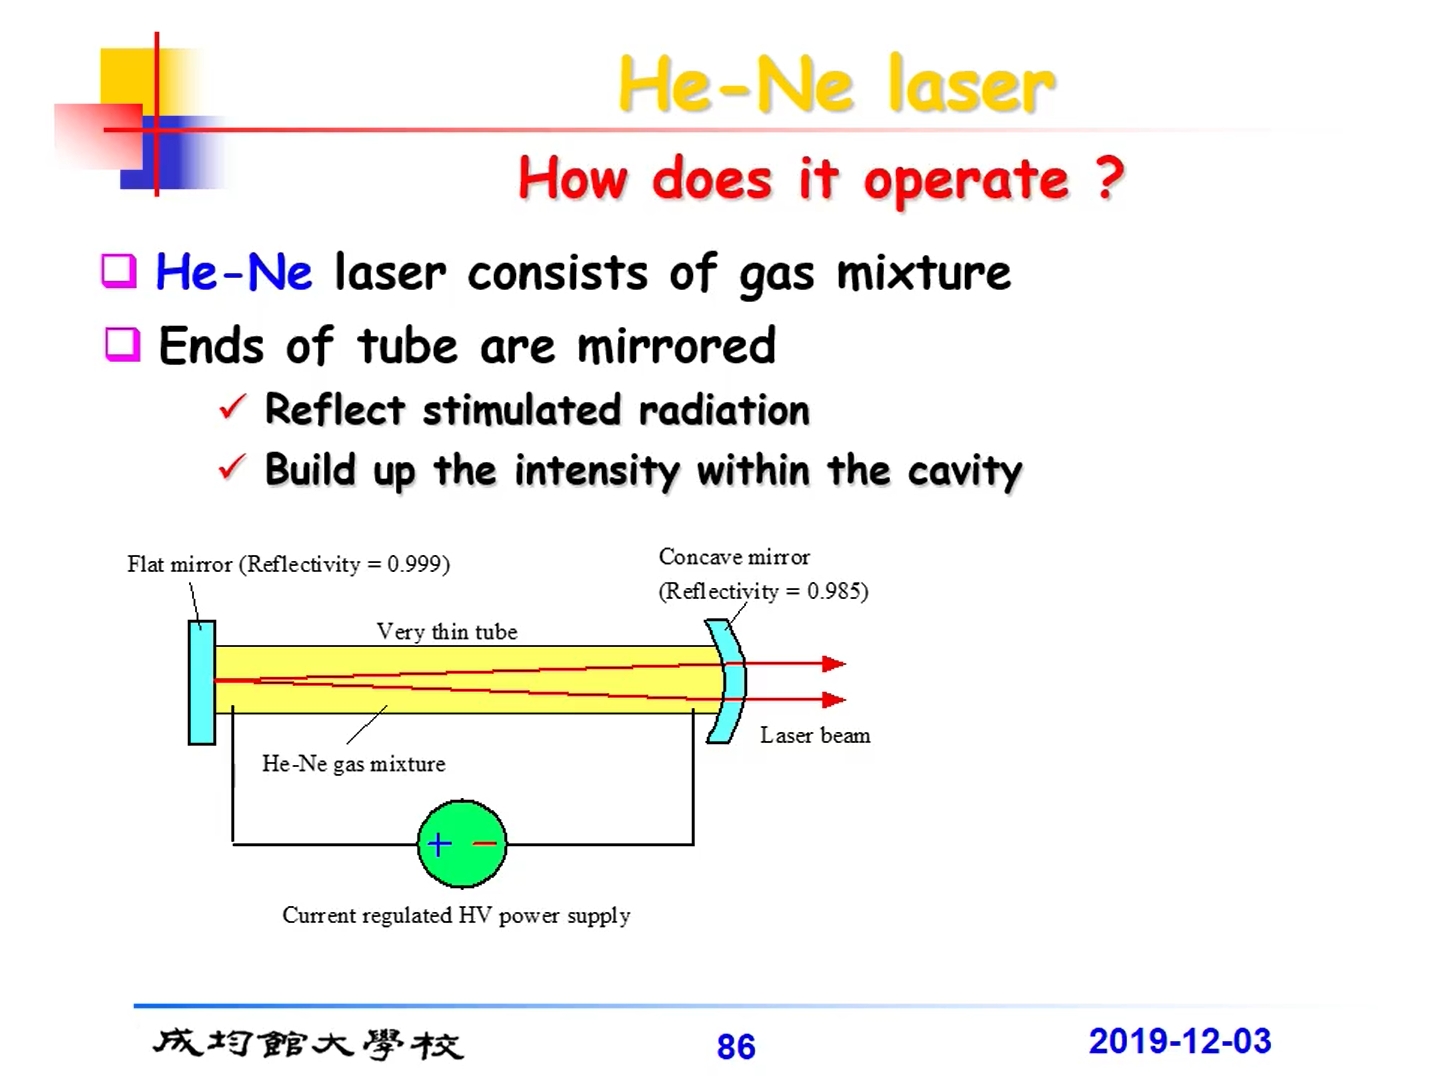 He-Ne laser
How does it operate ?
He-Ne laser consists of gas mixture
Ends of tube are mirrored
Reflect stimulated radiation
Build up the intensity within the cavity
Flat mirror (Reflectivity = 0.999)
Concave mirror
(Reflectivity = 0.985)
Very thin tube
Laser beam
He-Ne gas mixture
+ −
Current regulated HV power supply
成均館大學校
86
2019-12-03